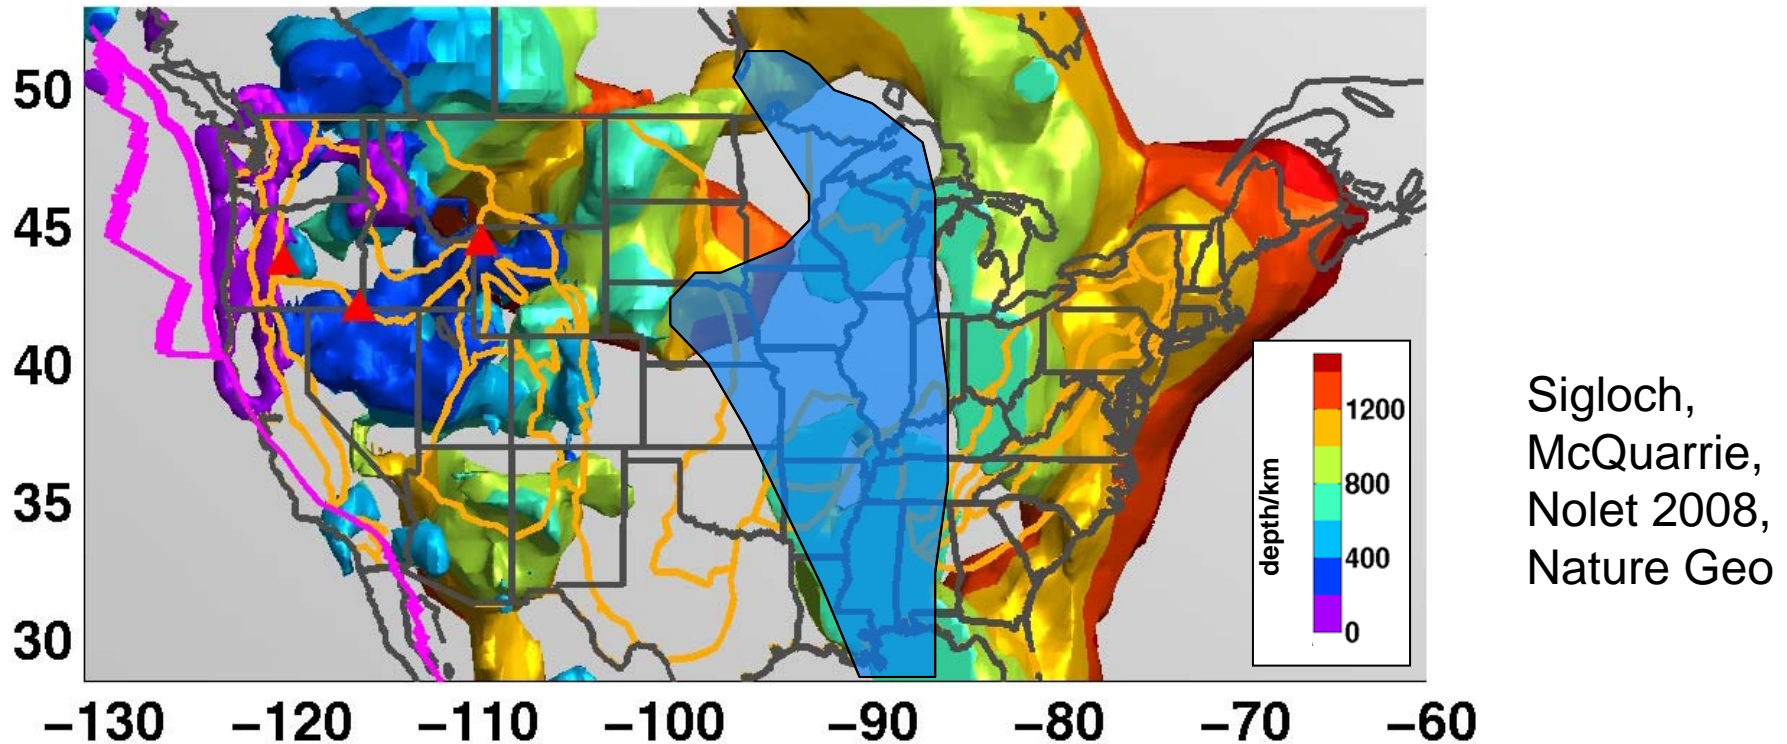 50
45
40
35
30
−130 −120 −110 −100 −90 −80 −70 −60
depth/km
1200
800
400
0
Sigloch,
McQuarrie,
Nolet 2008,
Nature Geo